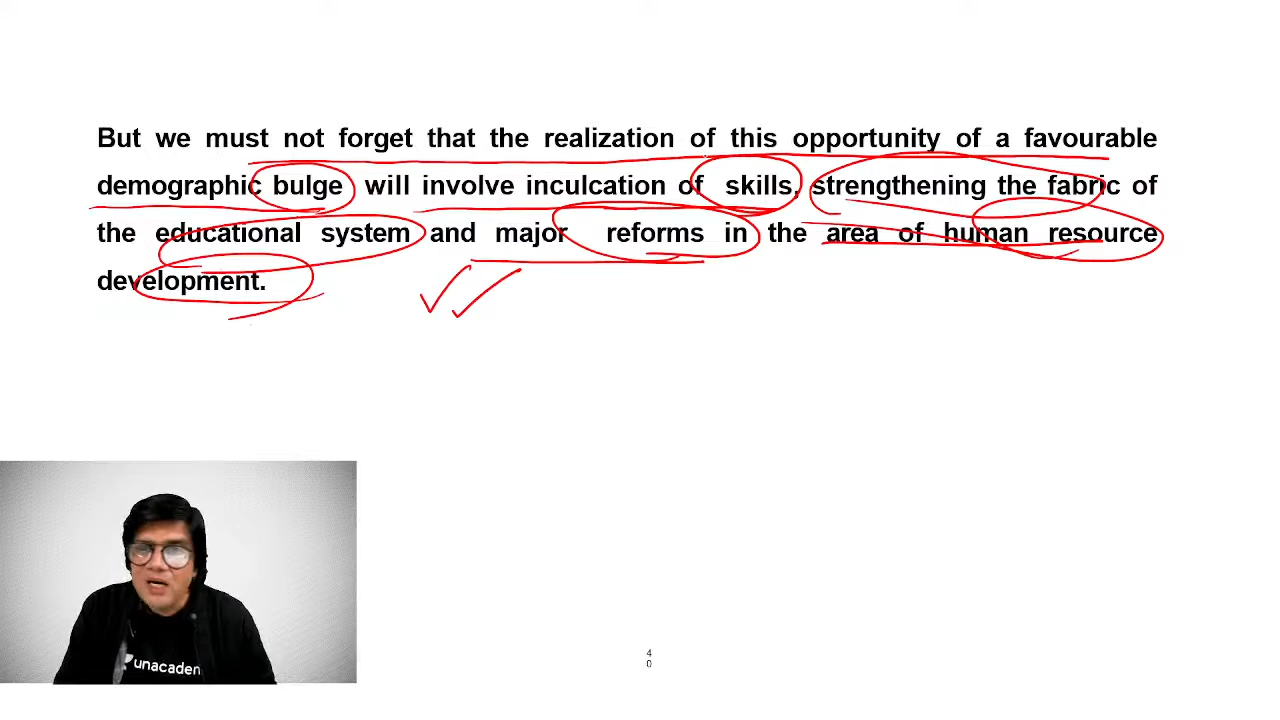 But we must not forget that the realization of this opportunity of a favourable
demographic bulge will involve inculcation of skills, strengthening the fabric of
the educational system and major reforms in the area of human resource
development.
unacaden
4
0